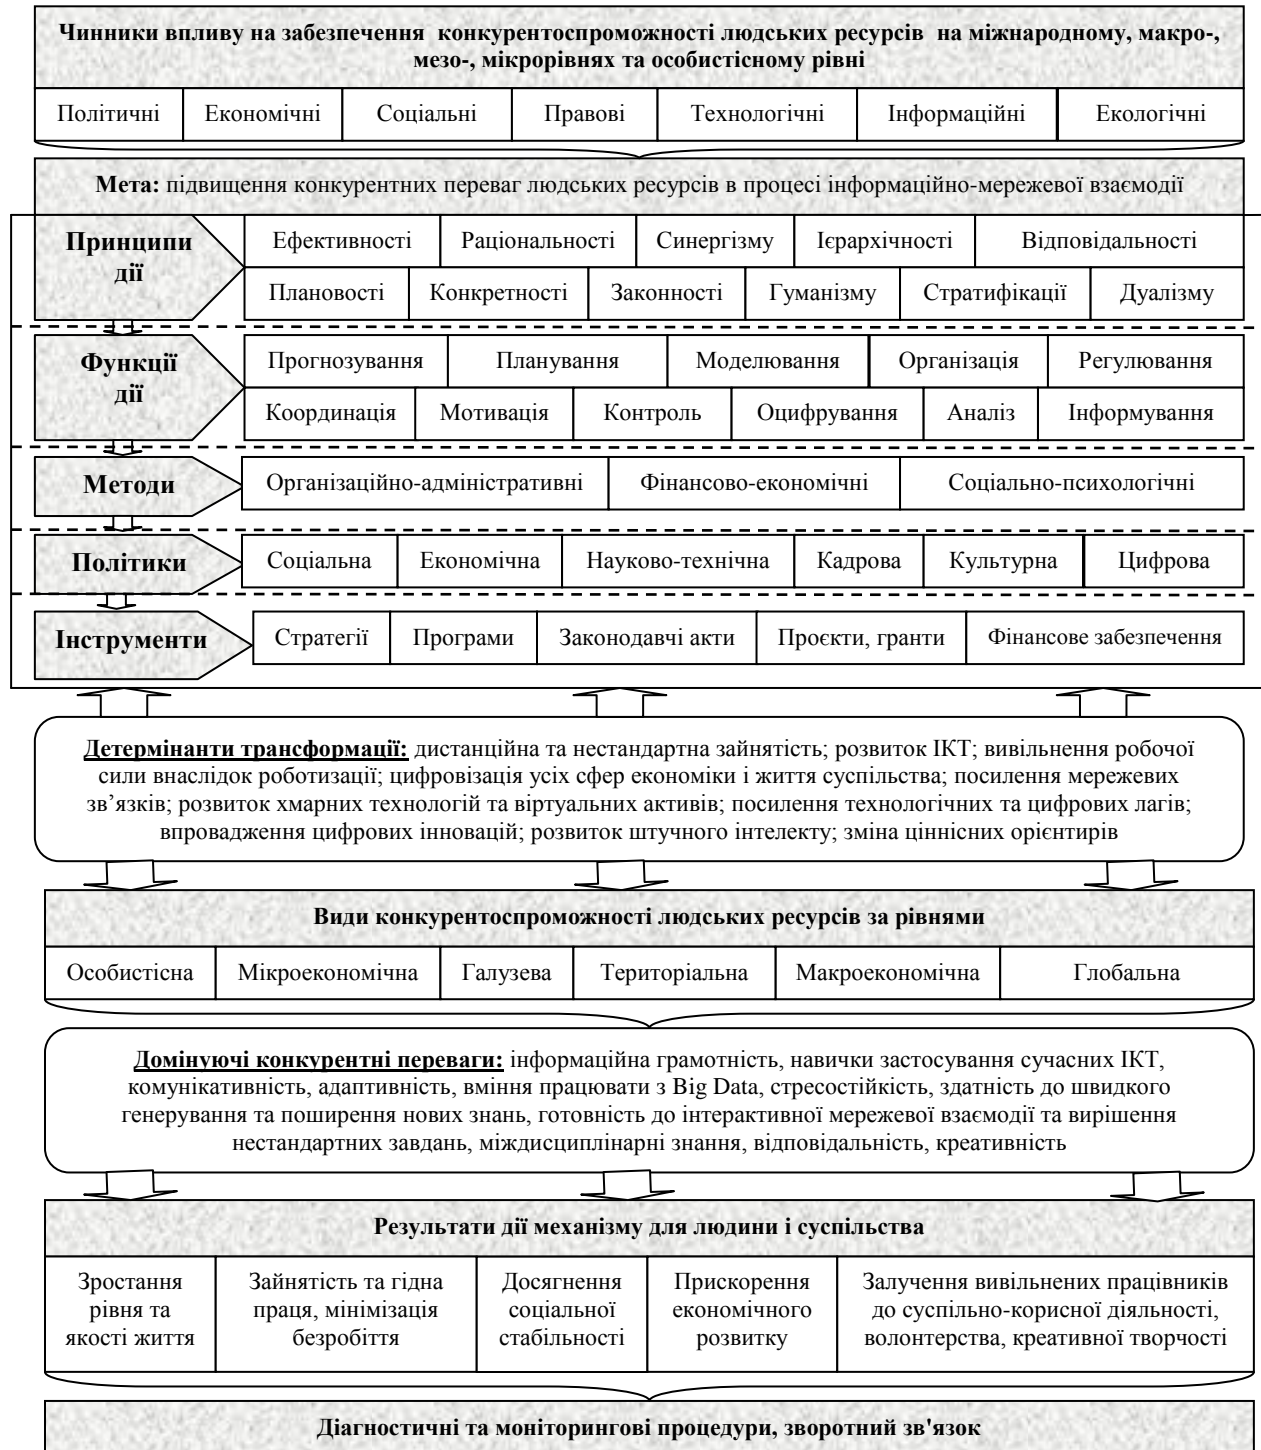 Чинники впливу на забезпечення конкурентоспроможності людських ресурсів на міжнародному, макро-,
мезо-, мікрорівнях та особистісному рівні
Політичні Економічні Соціальні Правові Технологічні Інформаційні Екологічні
Мета: підвищення конкурентних переваг людських ресурсів в процесі інформаційно-мережевої взаємодії
Принципи
дії
Ефективності Раціональності Синергізму Ієрархічності Відповідальності
Плановості Конкретності Законності Гуманізму Стратифікації Дуалізму
Функції
дії
Прогнозування Планування Моделювання Організація Регулювання
Координація Мотивація Контроль Оцифрування Аналіз Інформування
Методи
Організаційно-адміністративні Фінансово-економічні Соціально-психологічні
Політики
Соціальна Економічна Науково-технічна Кадрова Культурна Цифрова
Інструменти
Стратегії Програми Законодавчі акти Проєкти, гранти Фінансове забезпечення
Детермінанти трансформації: дистанційна та нестандартна зайнятість; розвиток ІКТ; вивільнення робочої
сили внаслідок роботизації; цифровізація усіх сфер економіки і життя суспільства; посилення мережевих
зв’язків; розвиток хмарних технологій та віртуальних активів; посилення технологічних та цифрових лагів;
впровадження цифрових інновацій; розвиток штучного інтелекту; зміна ціннісних орієнтирів
Види конкурентоспроможності людських ресурсів за рівнями
Особистісна Мікроекономічна Галузева Територіальна Макроекономічна Глобальна
Домінуючі конкурентні переваги: інформаційна грамотність, навички застосування сучасних ІКТ,
комунікативність, адаптивність, вміння працювати з Big Data, стресостійкість, здатність до швидкого
генерування та поширення нових знань, готовність до інтерактивної мережевої взаємодії та вирішення
нестандартних завдань, міждисциплінарні знання, відповідальність, креативність
Результати дії механізму для людини і суспільства
Зростання
рівня та
якості життя
Зайнятість та гідна
праця, мінімізація
безробіття
Досягнення
соціальної
стабільності
Прискорення
економічного
розвитку
Залучення вивільнених працівників
до суспільно-корисної діяльності,
волонтерства, креативної творчості
Діагностичні та моніторингові процедури, зворотний зв'язок